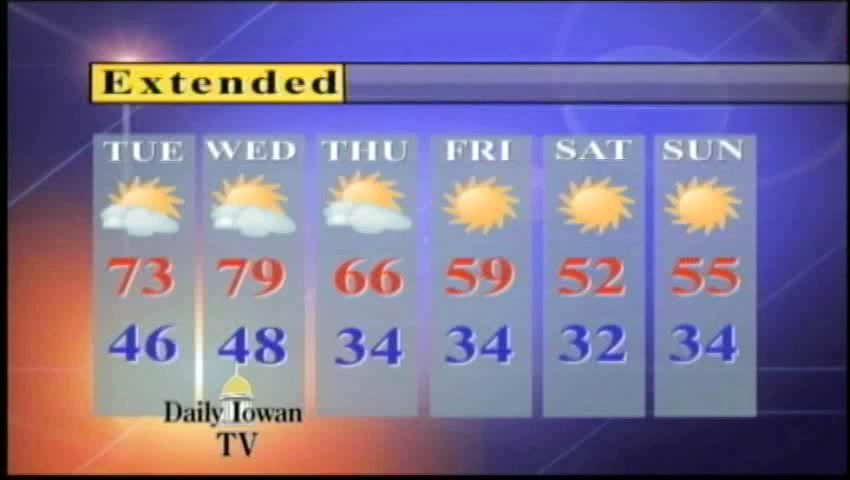 Extended
TUE WED THU FRI SAT SUN
73 79 66 59 52 55
46 48 34 34 32 34
Daily Iowan
TV